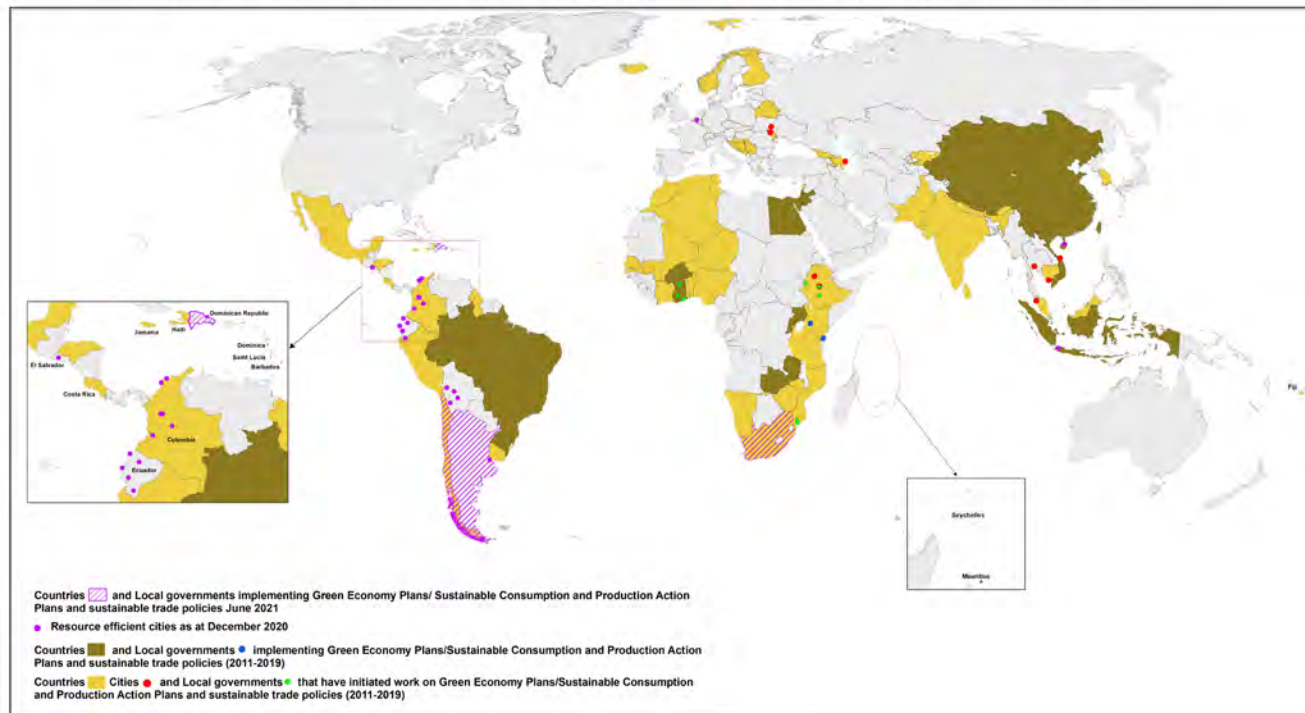 Dominican Republic
Jamaica
Haiti
Dominica
El Salvador
Saint Lucia
Barbados
Costa Rica
Colombia
Ecuador
Fiji
Seychelles
Mauritius
Countries and Local governments implementing Green Economy Plans/ Sustainable Consumption and Production Action
Plans and sustainable trade policies June 2021
Resource efficient cities as at December 2020
Countries and Local governments implementing Green Economy Plans/Sustainable Consumption and Production Action
Plans and sustainable trade policies (2011-2019)
Countries Cities and Local governments that have initiated work on Green Economy Plans/Sustainable Consumption
and Production Action Plans and sustainable trade policies (2011-2019)